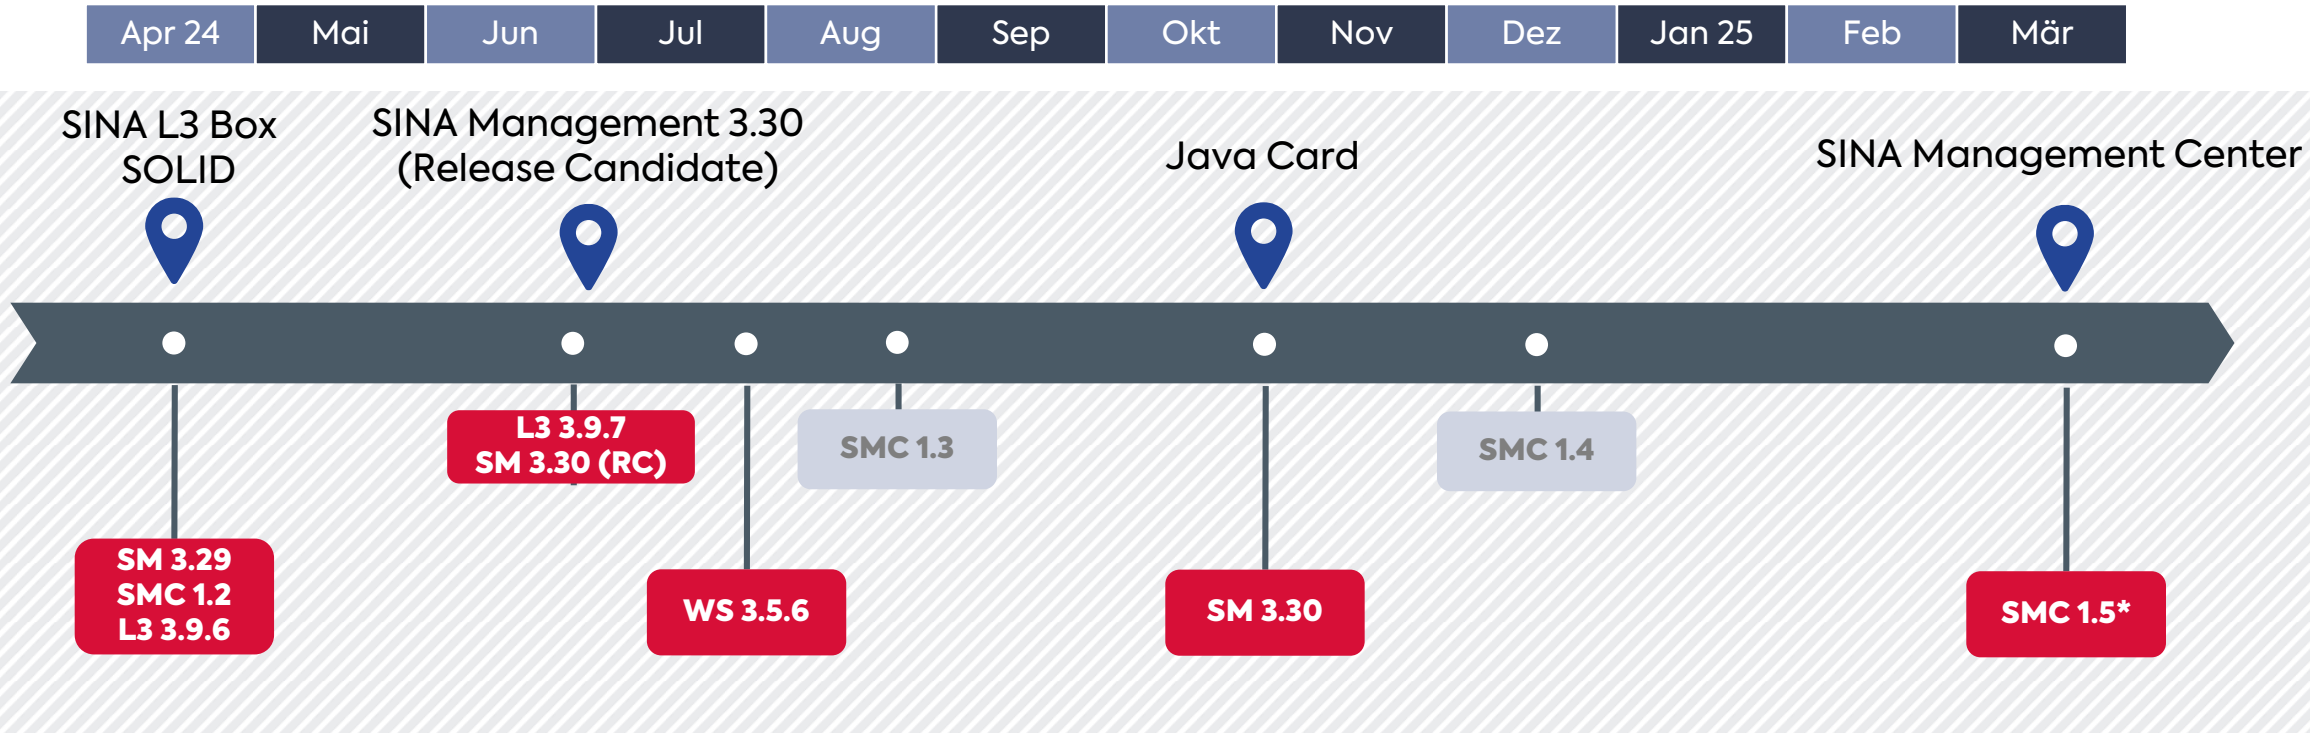 Apr 24 Mai Jun Jul Aug Sep Okt Nov Dez Jan 25 Feb Mär
SINA L3 Box
SOLID
SINA Management 3.30
(Release Candidate)
Java Card
SINA Management Center
L3 3.9.7
SM 3.30 (RC)
SMC 1.3
SMC 1.4
SM 3.29
SMC 1.2
L3 3.9.6
WS 3.5.6
SM 3.30
SMC 1.5*